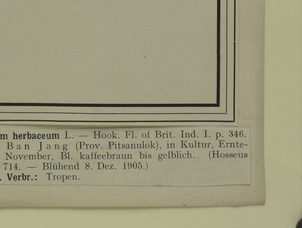 m herbaceum L. — Hook. Fl. of Brit. Ind. I. p. 346.
Ban Jang (Prov. Pitsanulok), in Kultur, Ernte-
November, Bl. kaffeebraun bis gelblich. (Hosseus
714. — Blühend 8. Dez. 1905.)
. Verbr.: Tropen.